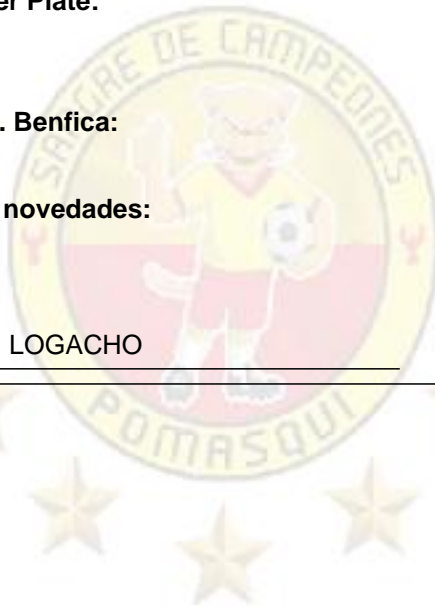 er Plate:
SANGRE DE CAMPEONES
. Benfica:
novedades:
LOGACHO
POMASQUI